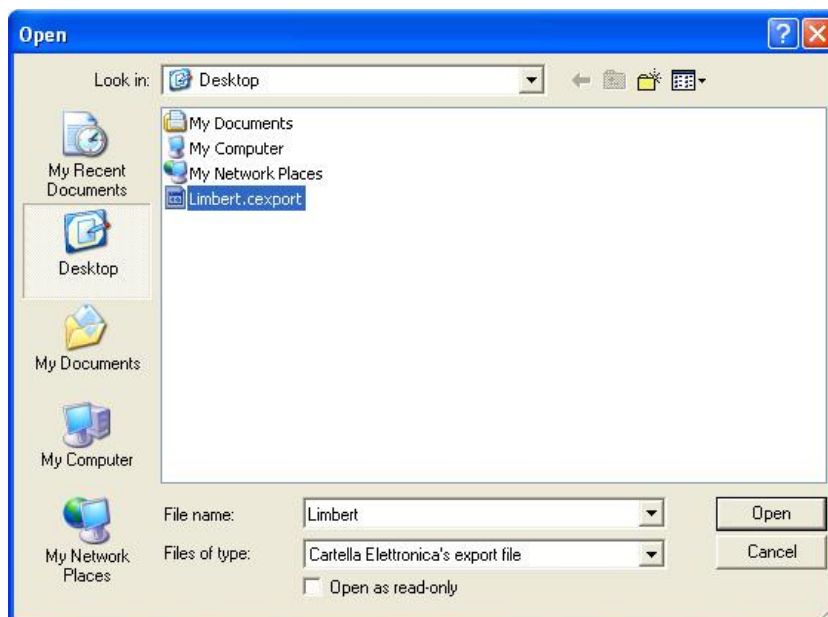 Open
Look in:
Desktop
My Recent
Documents
Desktop
My Documents
My Computer
My Network
Places
My Documents
My Computer
My Network Places
Limbert.cexport
File name:
Limbert
Open
Files of type:
Cartella Elettronica's export file
Cancel
Open as read-only